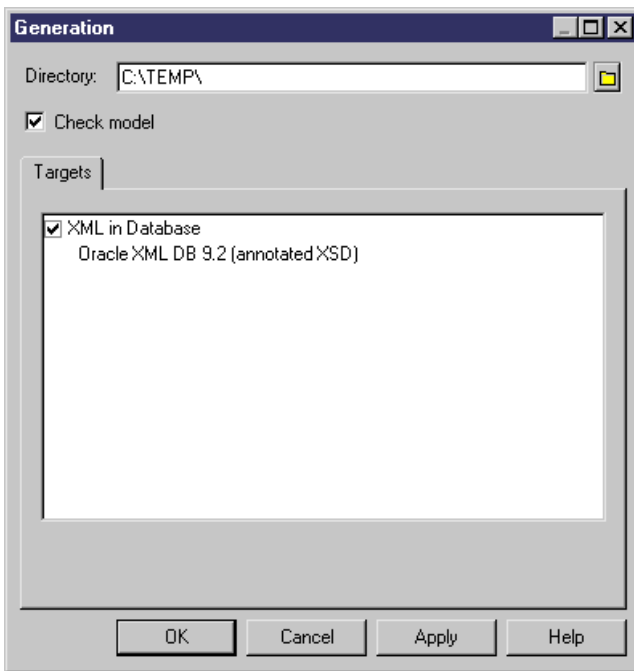 Generation
Directory: C:\TEMP\
Check model
Targets
XML in Database
Oracle XML DB 9.2 (annotated XSD)
OK Cancel Apply Help